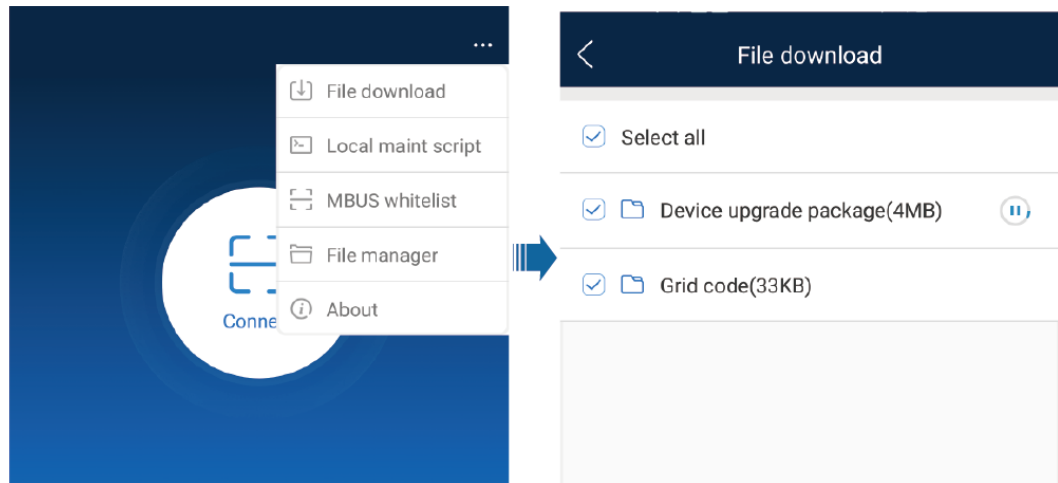 ...
File download
Local maint script
MBUS whitelist
File manager
About
Conne
File download
Select all
Device upgrade package(4MB)
Grid code(33KB)